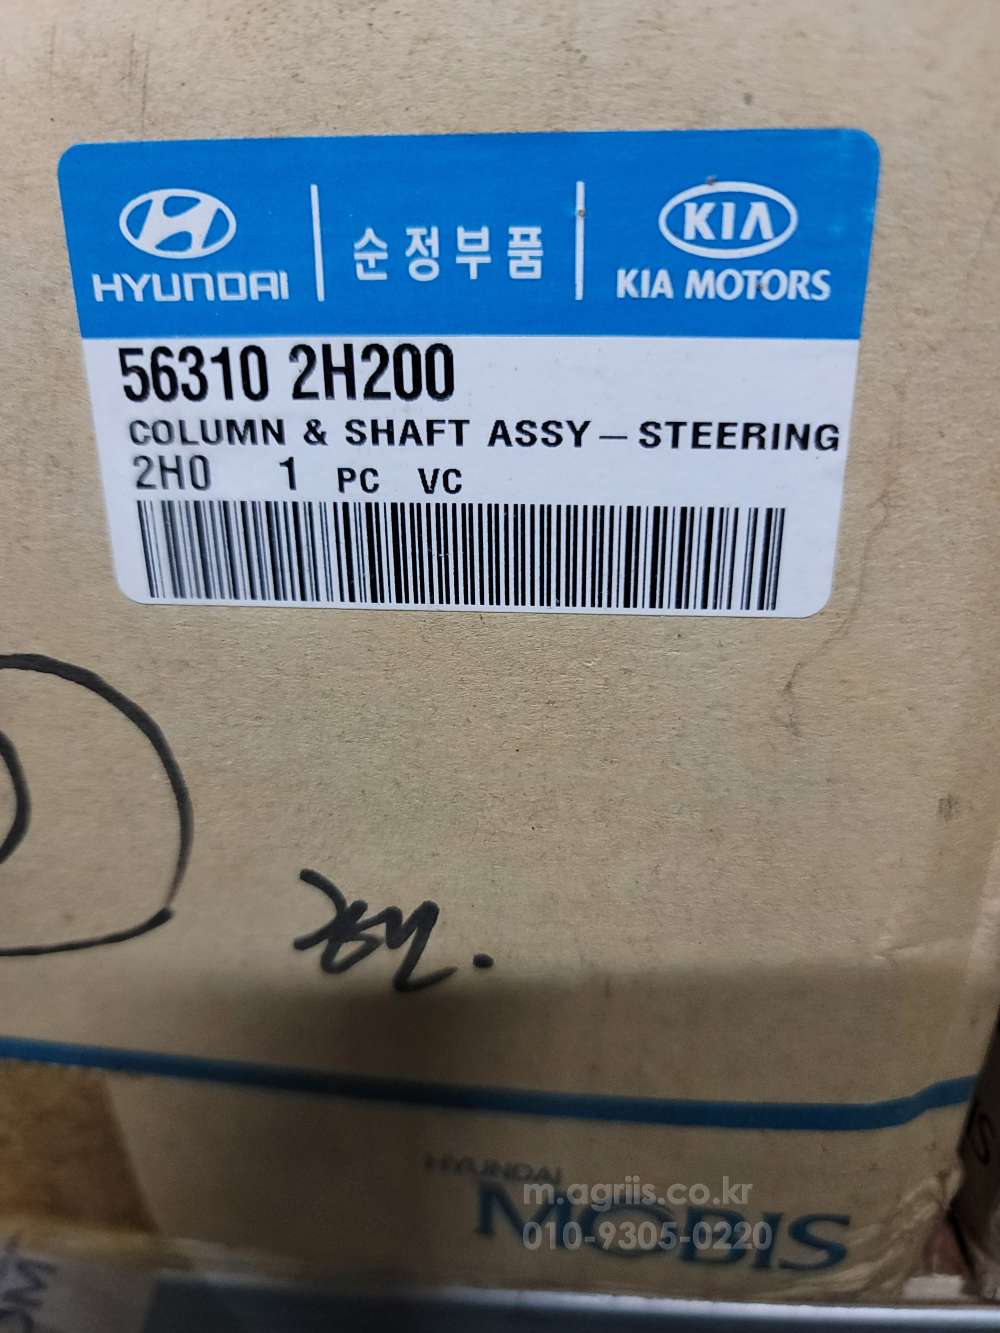 HYUNDAI
순정부품
KIA
KIA MOTORS
56310 2H200
COLUMN & SHAFT ASSY-STEERING
2H0 1 PC VC
HYUNDAI
MOBIS
m.agriis.co.kr
010-9305-0220